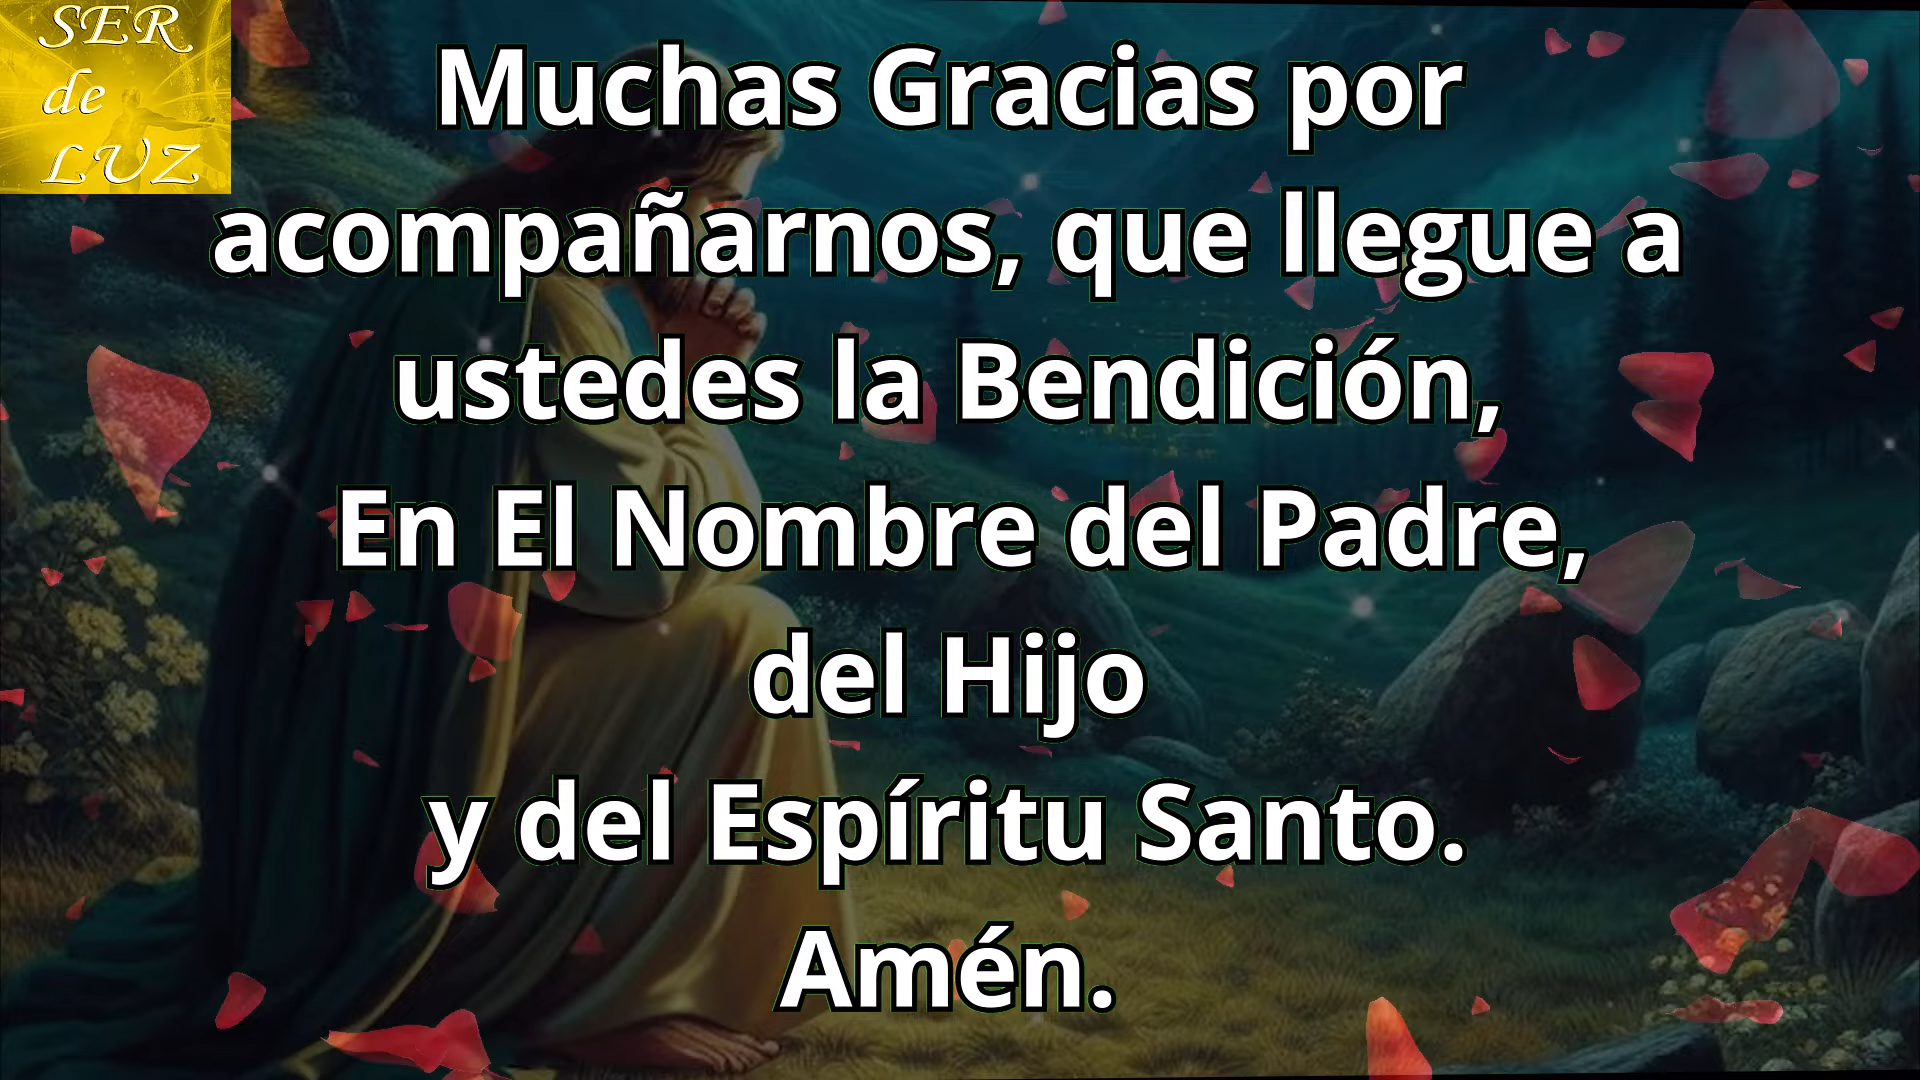 SER
de
LUZ
Muchas Gracias por
acompañarnos, que llegue a
ustedes la Bendición,
En El Nombre del Padre,
del Hijo
y del Espíritu Santo.
Amén.